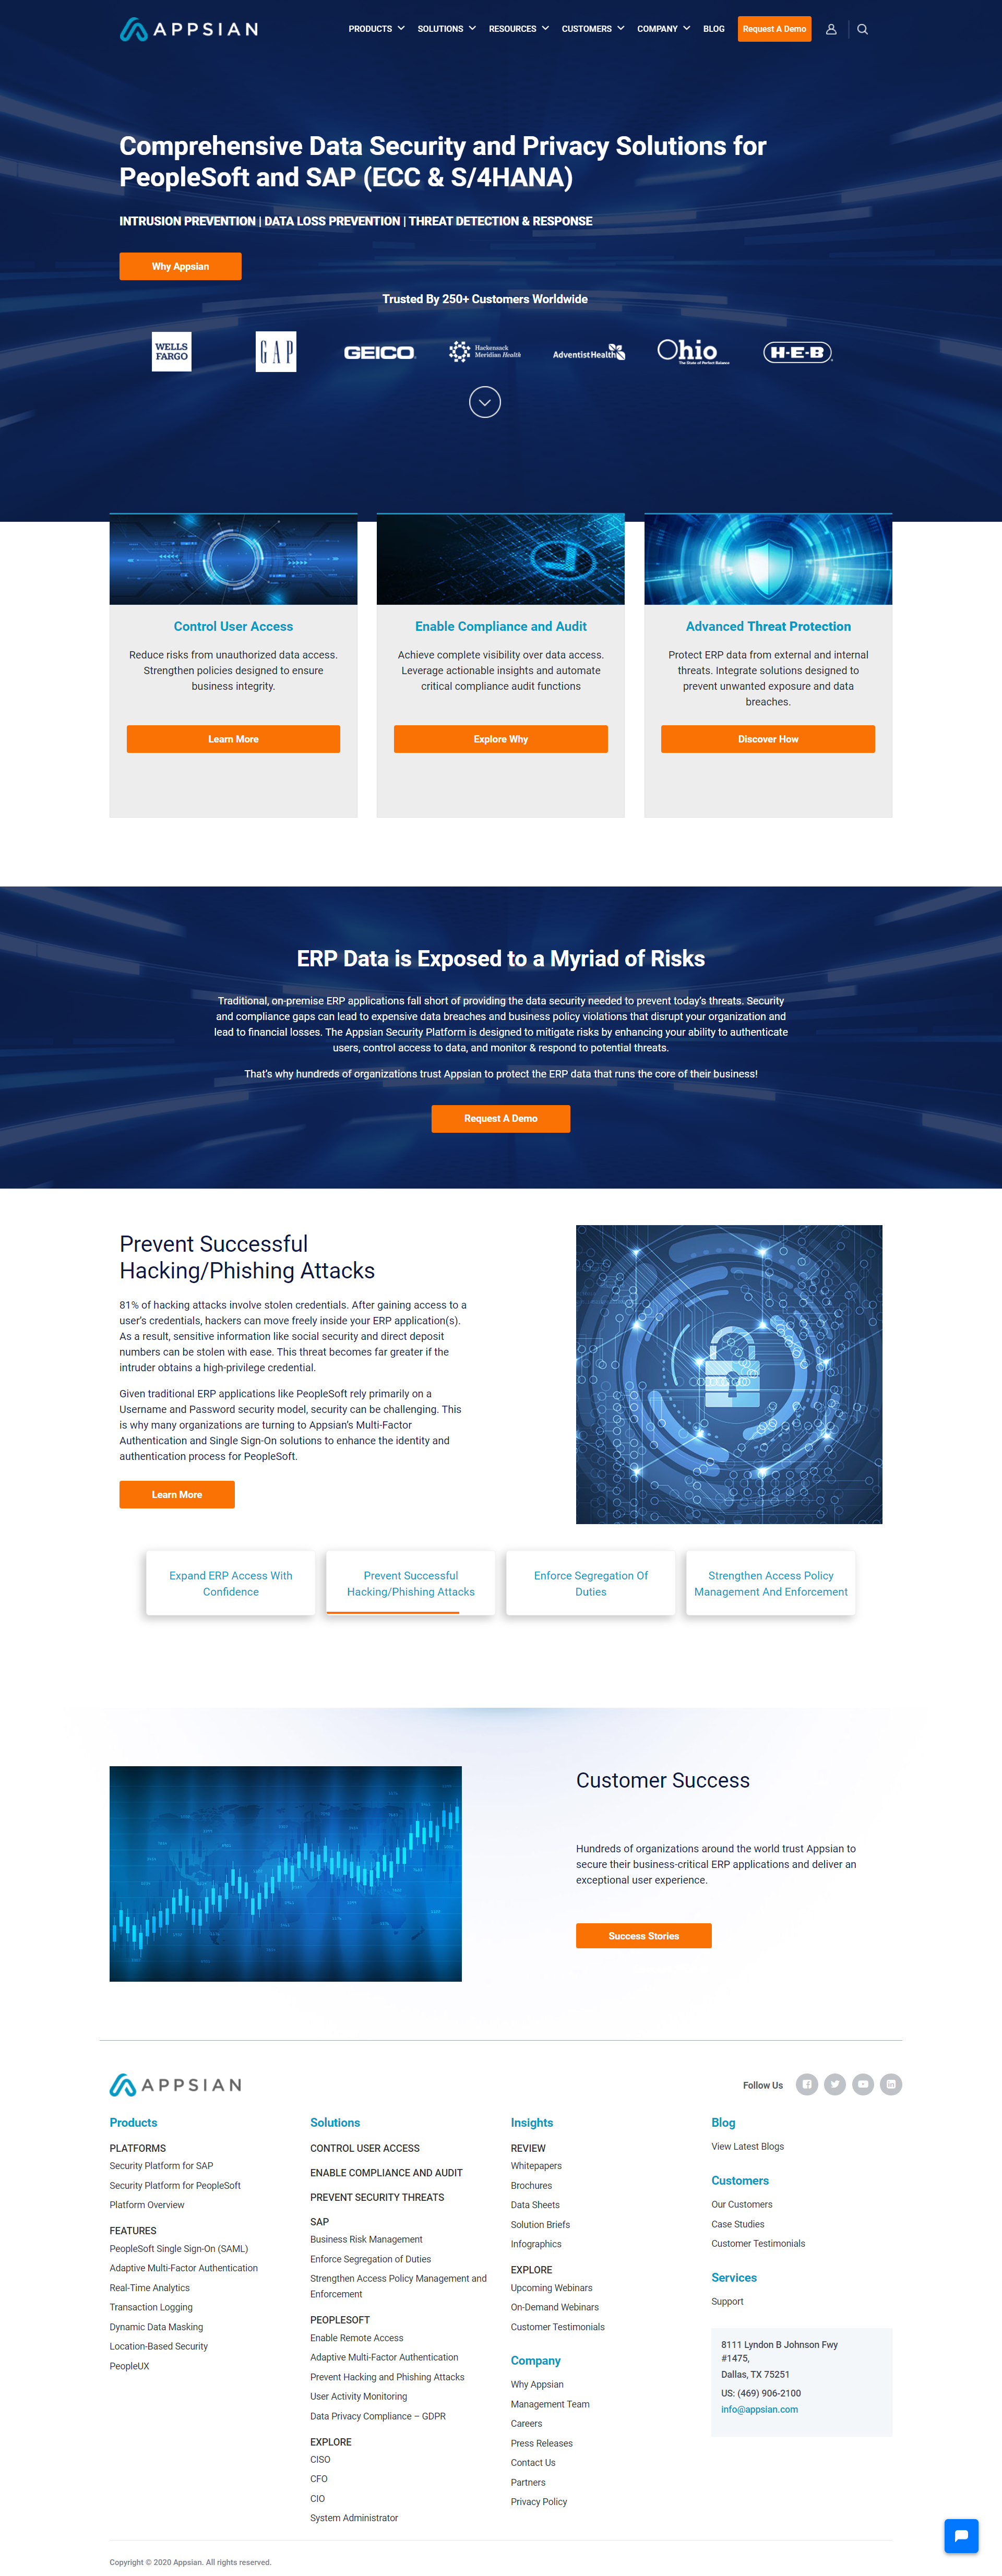 APPSIAN
PRODUCTS SOLUTIONS RESOURCES CUSTOMERS COMPANY BLOG Request A Demo
Comprehensive Data Security and Privacy Solutions for
PeopleSoft and SAP (ECC & S/4HANA)
INTRUSION PREVENTION | DATA LOSS PREVENTION | THREAT DETECTION & RESPONSE
Why Appsian
Trusted By 250+ Customers Worldwide
WELLS
FARGO
GAP
GEICO
Hackensack
Meridian Health
AdventistHealth
Ohio
The State of Perfect Balance
H-E-B
Control User Access
Reduce risks from unauthorized data access.
Strengthen policies designed to ensure
business integrity.
Learn More
Enable Compliance and Audit
Achieve complete visibility over data access.
Leverage actionable insights and automate
critical compliance audit functions
Explore Why
Advanced Threat Protection
Protect ERP data from external and internal
threats. Integrate solutions designed to
prevent unwanted exposure and data
breaches.
Discover How
ERP Data is Exposed to a Myriad of Risks
Traditional, on-premise ERP applications fall short of providing the data security needed to prevent today's threats. Security
and compliance gaps can lead to expensive data breaches and business policy violations that disrupt your organization and
lead to financial losses. The Appsian Security Platform is designed to mitigate risks by enhancing your ability to authenticate
users, control access to data, and monitor & respond to potential threats.
That's why hundreds of organizations trust Appsian to protect the ERP data that runs the core of their business!
Request A Demo
Prevent Successful
Hacking/Phishing Attacks
81% of hacking attacks involve stolen credentials. After gaining access to a
user's credentials, hackers can move freely inside your ERP application(s).
As a result, sensitive information like social security and direct deposit
numbers can be stolen with ease. This threat becomes far greater if the
intruder obtains a high-privilege credential.
Given traditional ERP applications like PeopleSoft rely primarily on a
Username and Password security model, security can be challenging. This
is why many organizations are turning to Appsian's Multi-Factor
Authentication and Single Sign-On solutions to enhance the identity and
authentication process for PeopleSoft.
Learn More
Expand ERP Access With
Confidence
Prevent Successful
Hacking/Phishing Attacks
Enforce Segregation Of
Duties
Strengthen Access Policy
Management And Enforcement
Customer Success
Hundreds of organizations around the world trust Appsian to
secure their business-critical ERP applications and deliver an
exceptional user experience.
Success Stories
APPSIAN
Follow Us
Products
PLATFORMS
Security Platform for SAP
Security Platform for PeopleSoft
Platform Overview
FEATURES
PeopleSoft Single Sign-On (SAML)
Adaptive Multi-Factor Authentication
Real-Time Analytics
Transaction Logging
Dynamic Data Masking
Location-Based Security
PeopleUX
Solutions
CONTROL USER ACCESS
ENABLE COMPLIANCE AND AUDIT
PREVENT SECURITY THREATS
SAP
Business Risk Management
Enforce Segregation of Duties
Strengthen Access Policy Management and
Enforcement
PEOPLESOFT
Enable Remote Access
Adaptive Multi-Factor Authentication
Prevent Hacking and Phishing Attacks
User Activity Monitoring
Data Privacy Compliance – GDPR
EXPLORE
CISO
CFO
CIO
System Administrator
Insights
REVIEW
Whitepapers
Brochures
Data Sheets
Solution Briefs
Infographics
EXPLORE
Upcoming Webinars
On-Demand Webinars
Customer Testimonials
Company
Why Appsian
Management Team
Careers
Press Releases
Contact Us
Partners
Privacy Policy
Blog
View Latest Blogs
Customers
Our Customers
Case Studies
Customer Testimonials
Services
Support
8111 Lyndon B Johnson Fwy
#1475,
Dallas, TX 75251
US: (469) 906-2100
info@appsian.com
Copyright © 2020 Appsian. All rights reserved.